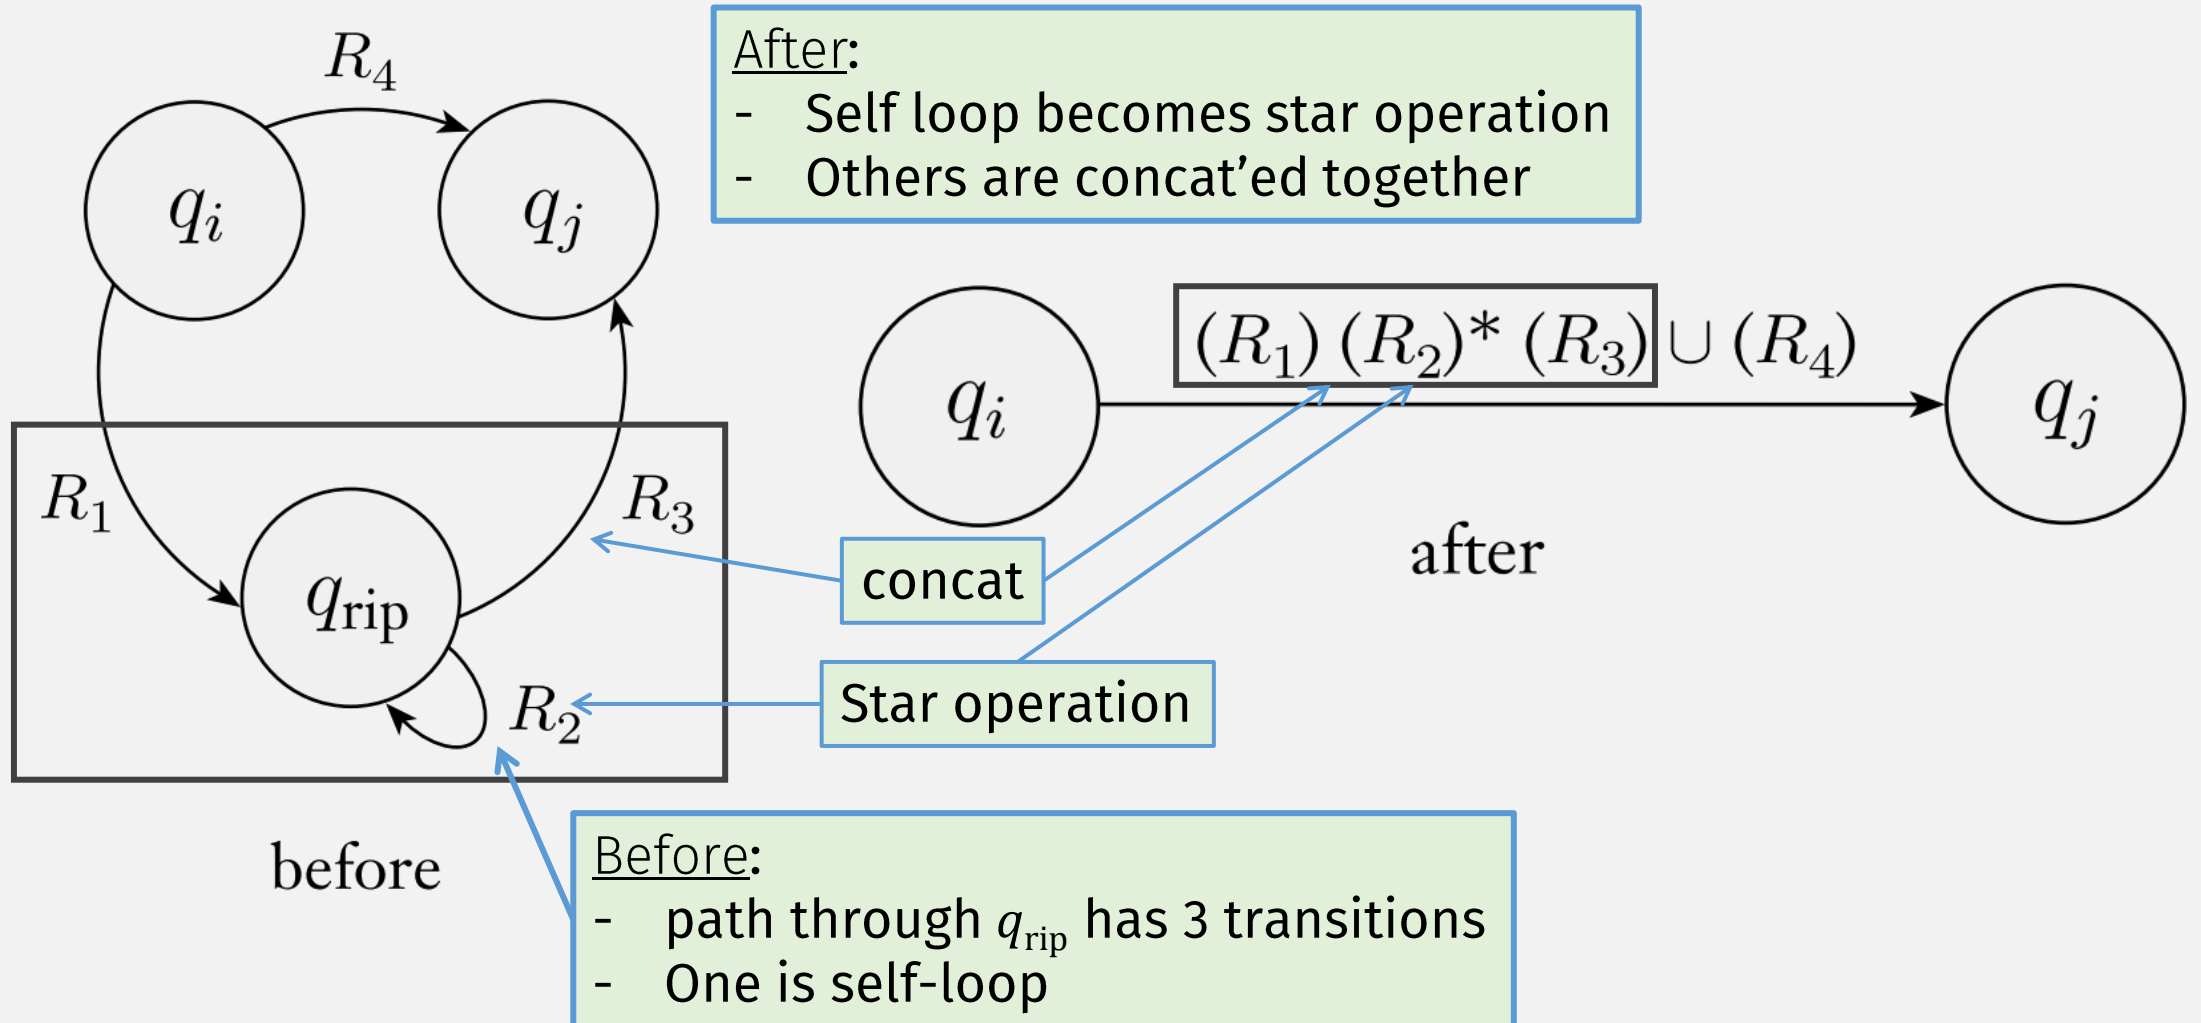 R₄
After:
- Self loop becomes star operation
- Others are concat’ed together
qᵢ
qⱼ
(R₁) (R₂)* (R₃) ∪ (R₄)
qᵢ
qⱼ
R₁
R₃
after
concat
q_rip
R₂
Star operation
before
Before:
- path through q_rip has 3 transitions
- One is self-loop